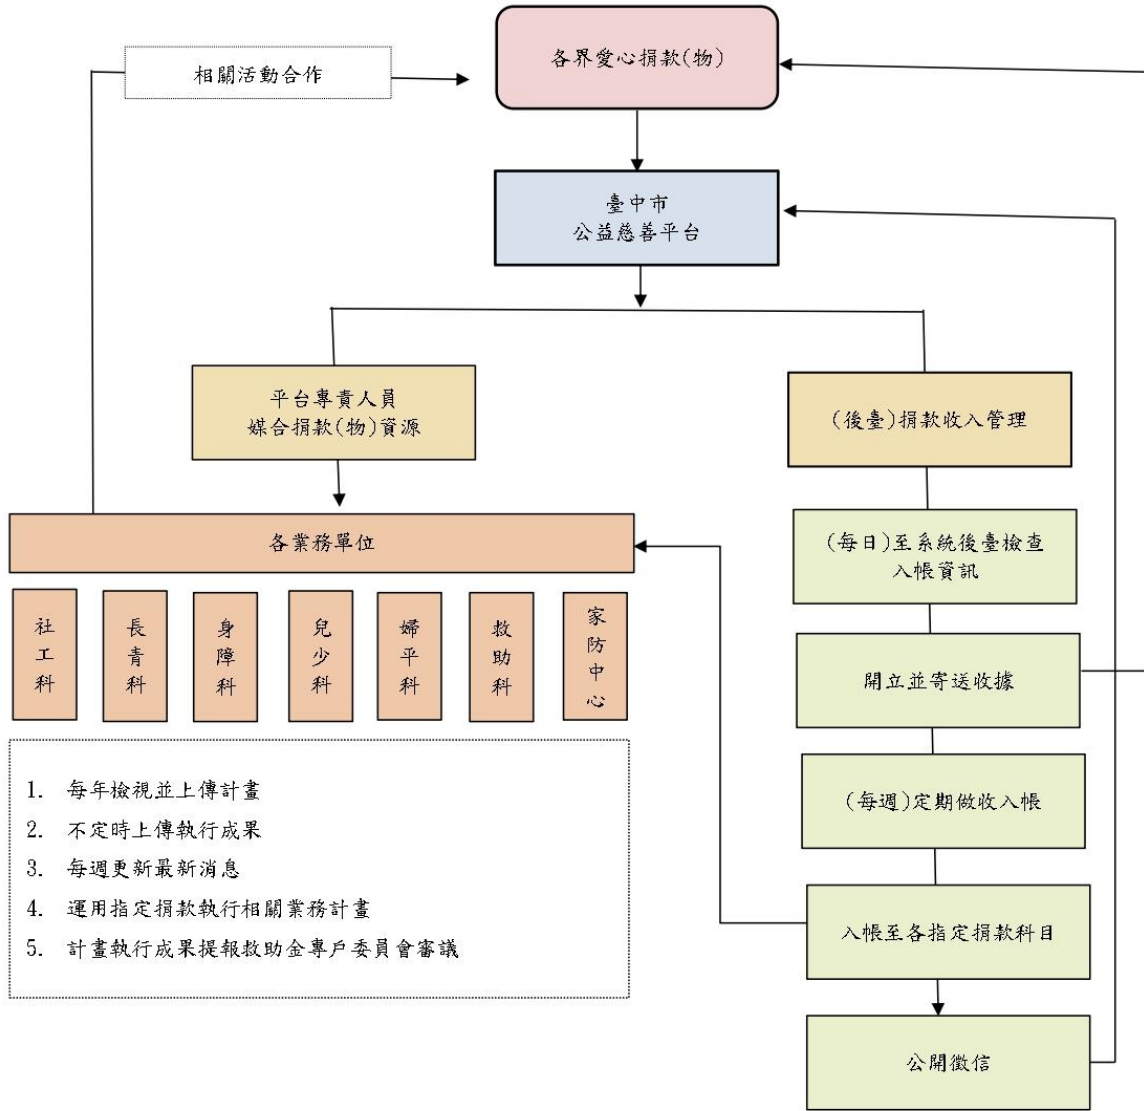 相關活動合作
各界愛心捐款(物)
臺中市
公益慈善平台
平台專責人員
媒合捐款(物)資源
(後臺)捐款收入管理
各業務單位
(每日)至系統後臺檢查
入帳資訊
社工科
長青科
身障科
兒少科
婦平科
救助科
家防中心
開立並寄送收據
(每週)定期做收入帳
1. 每年檢視並上傳計畫
2. 不定時上傳執行成果
3. 每週更新最新消息
4. 運用指定捐款執行相關業務計畫
5. 計畫執行成果提報救助金專戶委員會審議
入帳至各指定捐款科目
公開徵信